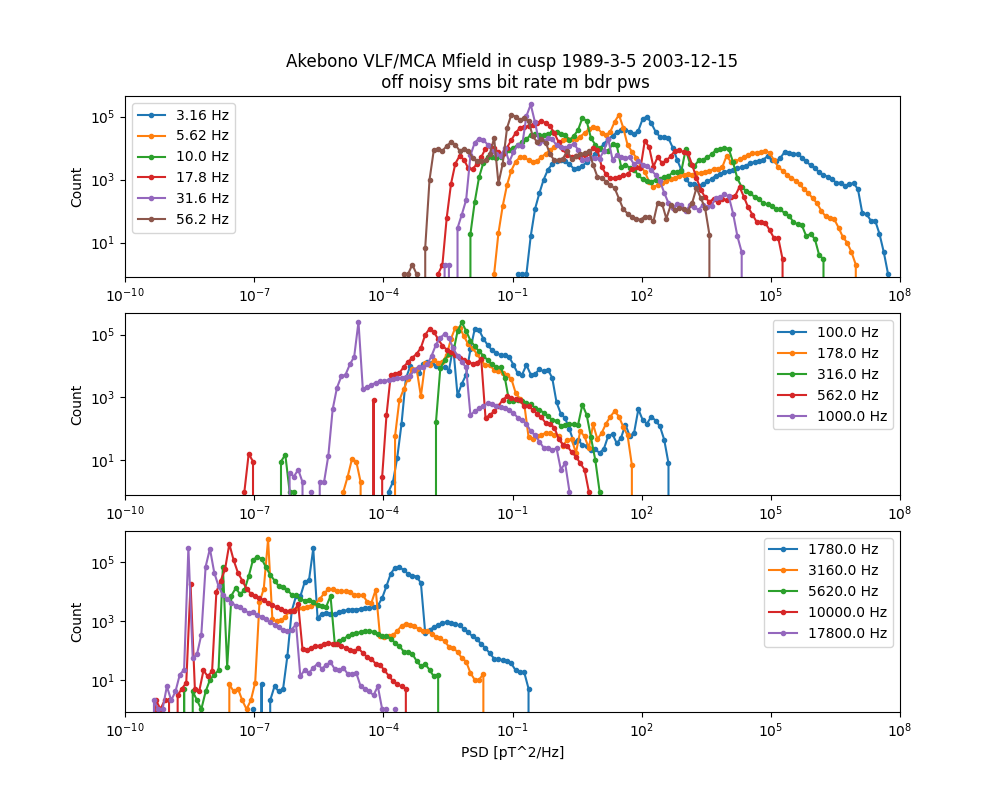 Akebono VLF/MCA Mfield in cusp 1989-3-5 2003-12-15
off noisy sms bit rate m bdr pws
10^5
10^3
10^1
Count
3.16 Hz
5.62 Hz
10.0 Hz
17.8 Hz
31.6 Hz
56.2 Hz
10^−10 10^−7 10^−4 10^−1 10^2 10^5 10^8
10^5
10^3
10^1
Count
100.0 Hz
178.0 Hz
316.0 Hz
562.0 Hz
1000.0 Hz
10^−10 10^−7 10^−4 10^−1 10^2 10^5 10^8
10^5
10^3
10^1
Count
1780.0 Hz
3160.0 Hz
5620.0 Hz
10000.0 Hz
17800.0 Hz
10^−10 10^−7 10^−4 10^−1 10^2 10^5 10^8
PSD [pT^2/Hz]